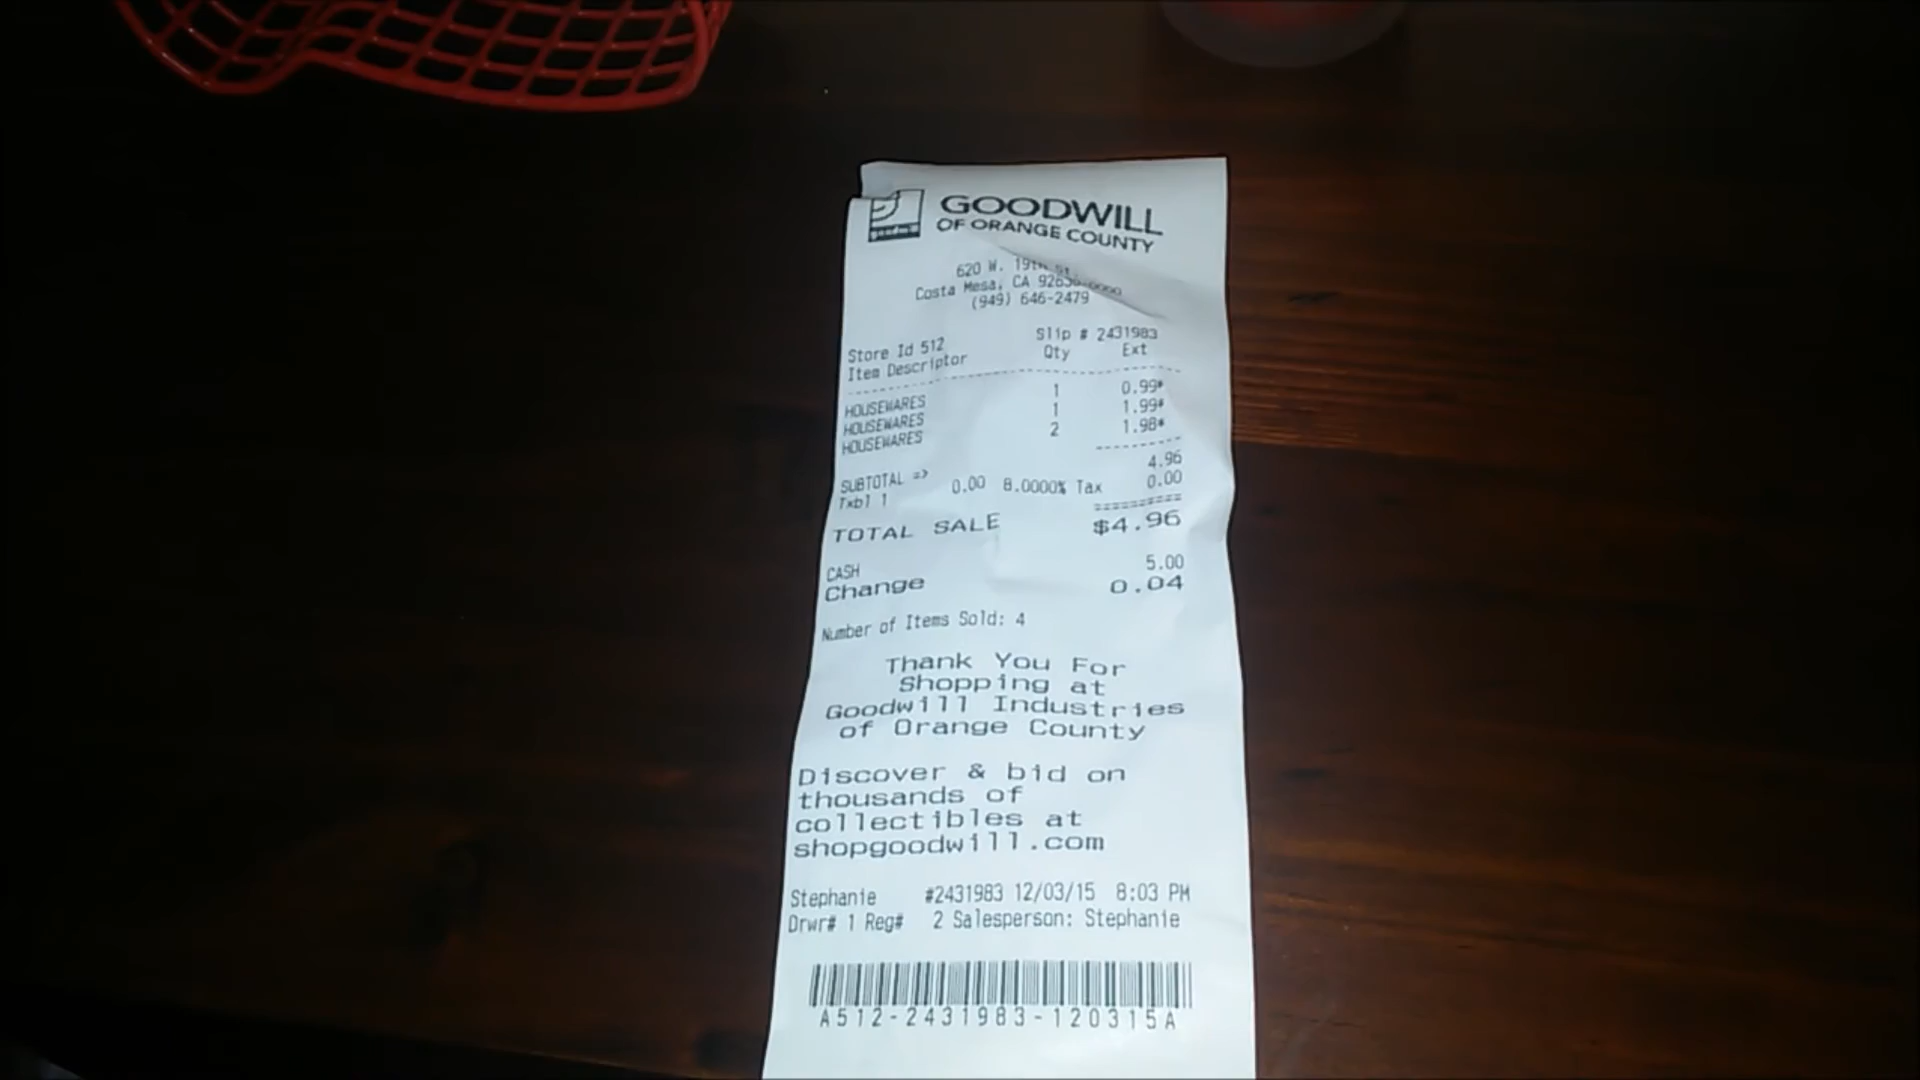 goodwill
GOODWILL
OF ORANGE COUNTY
620 W. 19th St.
Costa Mesa, CA
(949) 646-2479
Store Id 512 Slip # 2431983
Item Descriptor Qty Ext
HOUSEWARES 1 0.99*
HOUSEWARES 1 1.99*
HOUSEWARES 2 1.98*
SUBTOTAL => 4.96
Txbl 1 0.00 8.0000% Tax 0.00
TOTAL SALE $4.96
CASH 5.00
Change 0.04
Number of Items Sold: 4
Thank You For
Shopping at
Goodwill Industries
of Orange County
Discover & bid on
thousands of
collectibles at
shopgoodwill.com
Stephanie #2431983 12/03/15 8:03 PM
Drwr# 1 Reg# 2 Salesperson: Stephanie
A512-2431983-120315A